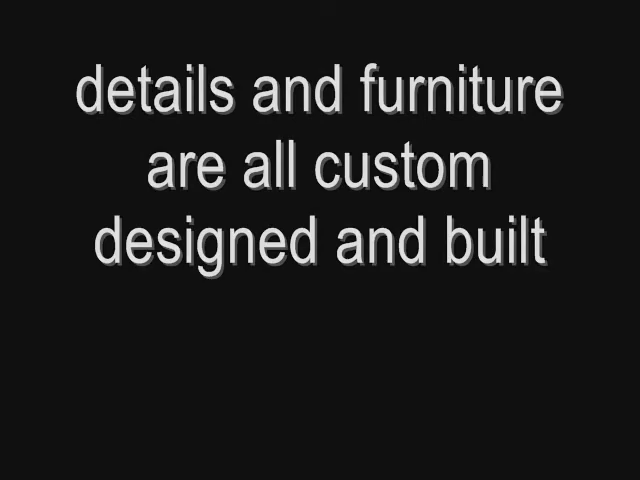 details and furniture
are all custom
designed and built